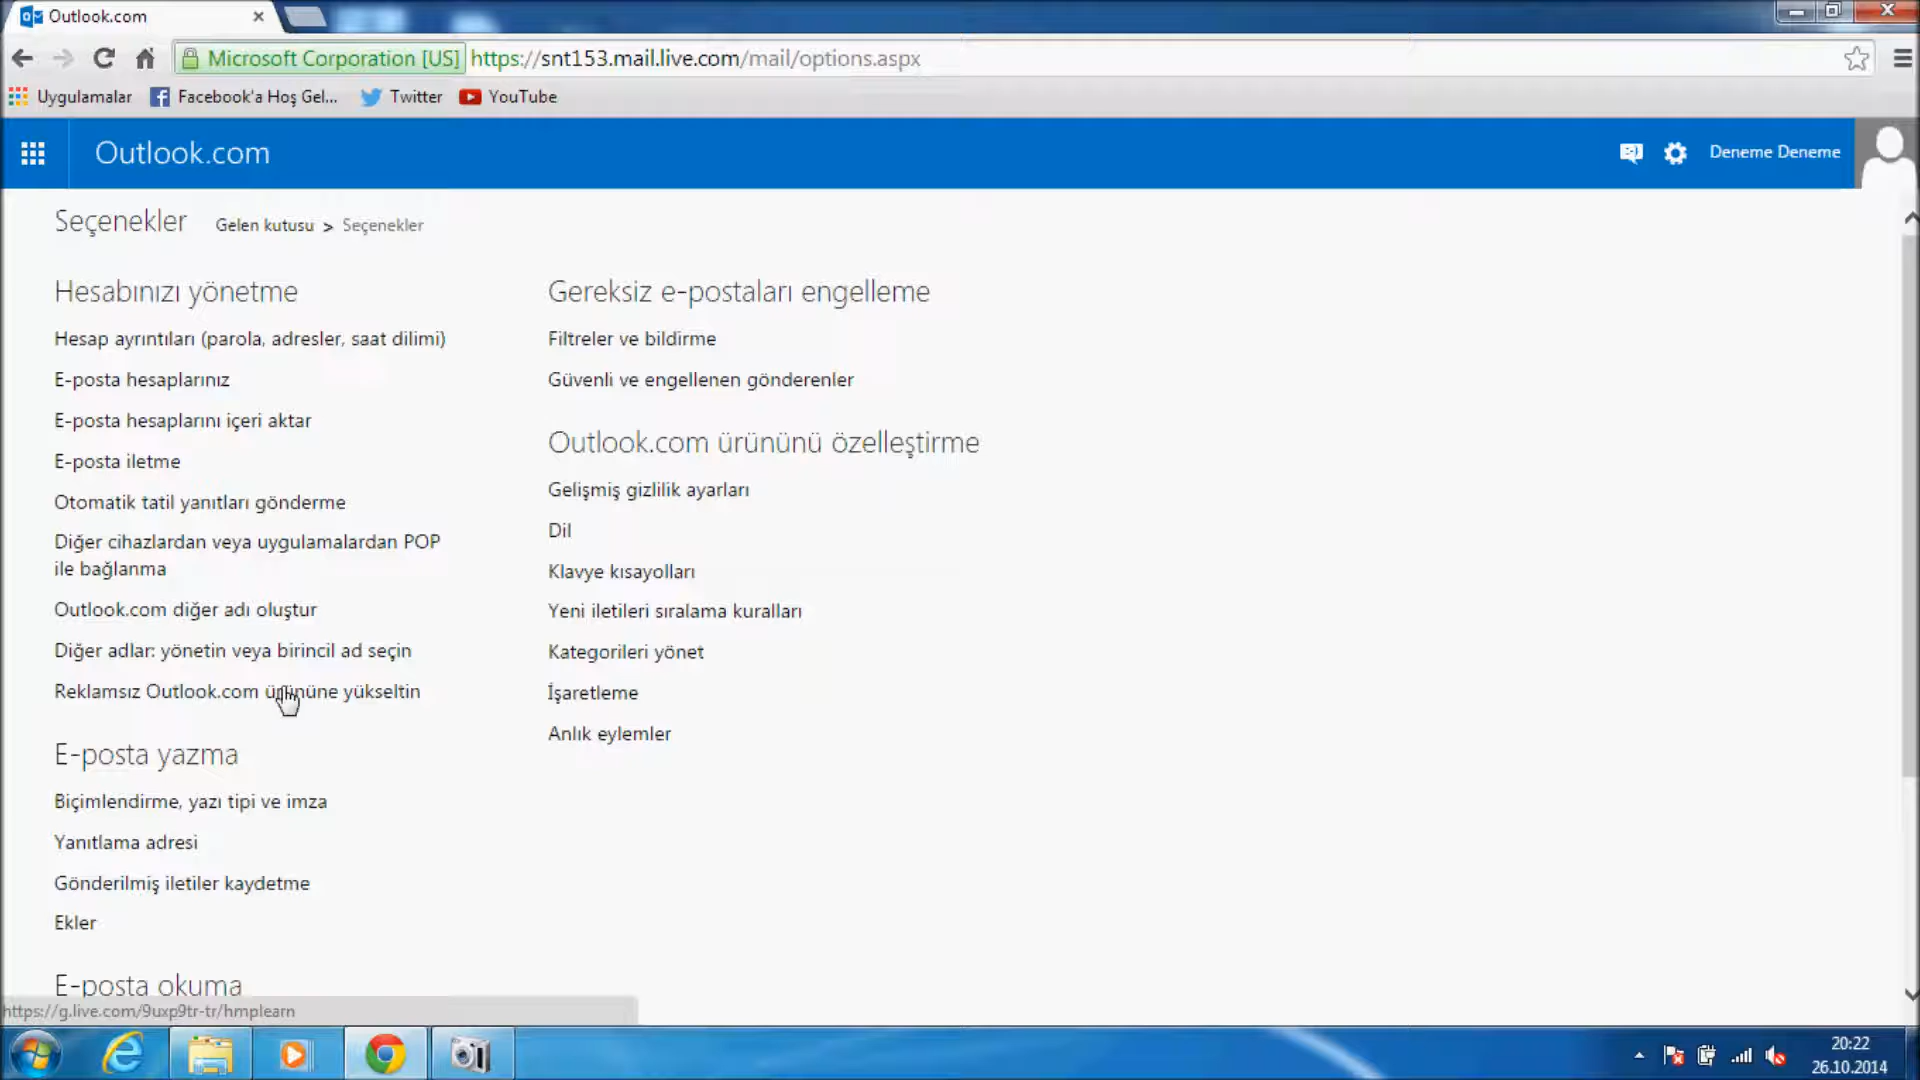 Outlook.com
Microsoft Corporation [US] https://snt153.mail.live.com/mail/options.aspx
Uygulamalar Facebook'a Hoş Gel... Twitter YouTube
Outlook.com
Deneme Deneme
Seçenekler Gelen kutusu > Seçenekler
Hesabınızı yönetme
Hesap ayrıntıları (parola, adresler, saat dilimi)
E-posta hesaplarınız
E-posta hesaplarını içeri aktar
E-posta iletme
Otomatik tatil yanıtları gönderme
Diğer cihazlardan veya uygulamalardan POP
ile bağlanma
Outlook.com diğer adı oluştur
Diğer adlar: yönetin veya birincil ad seçin
Reklamsız Outlook.com ürününe yükseltin
E-posta yazma
Biçimlendirme, yazı tipi ve imza
Yanıtlama adresi
Gönderilmiş iletiler kaydetme
Ekler
E-posta okuma
Gereksiz e-postaları engelleme
Filtreler ve bildirme
Güvenli ve engellenen gönderenler
Outlook.com ürününü özelleştirme
Gelişmiş gizlilik ayarları
Dil
Klavye kısayolları
Yeni iletileri sıralama kuralları
Kategorileri yönet
İşaretleme
Anlık eylemler
https://g.live.com/9uxp9tr-tr/hmplearn
20:22
26.10.2014